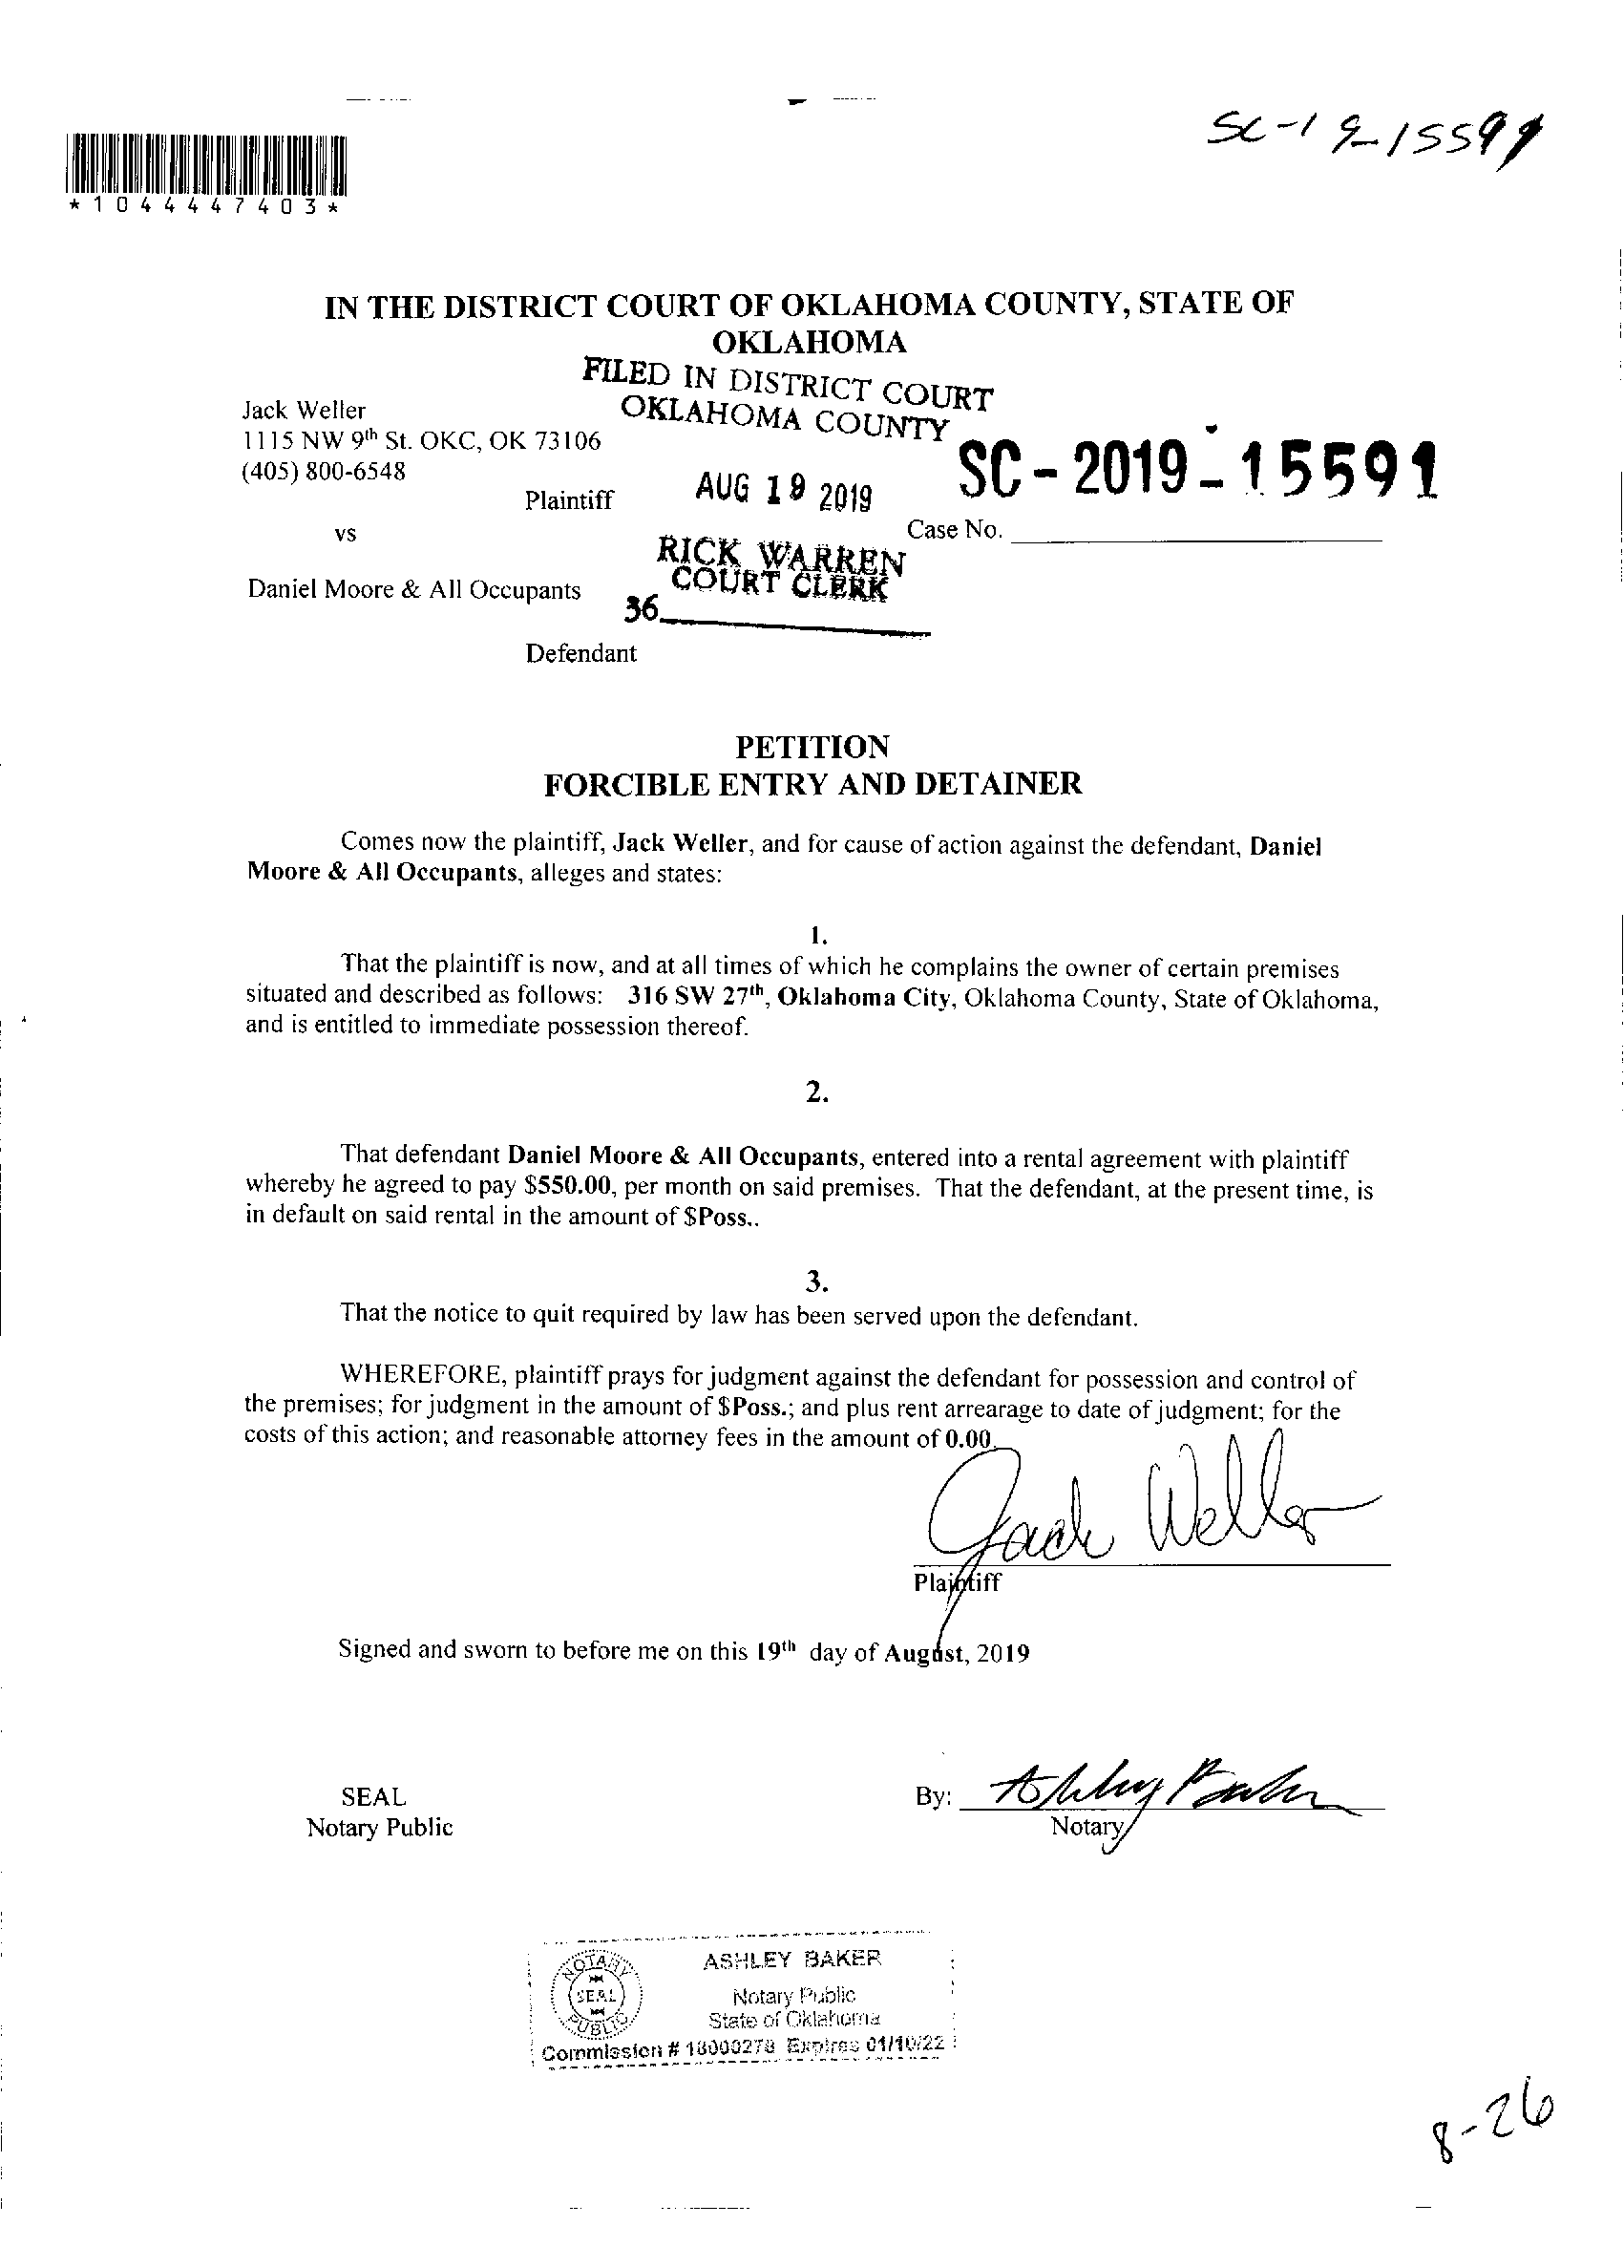 SC-19-15591
*1044447403*
IN THE DISTRICT COURT OF OKLAHOMA COUNTY, STATE OF
OKLAHOMA
FILED IN DISTRICT COURT
OKLAHOMA COUNTY
Jack Weller
1115 NW 9th St. OKC, OK 73106
(405) 800-6548
Plaintiff
AUG 19 2019
SC-2019-15591
Case No.
vs
RICK WARREN
COURT CLERK
Daniel Moore & All Occupants
36
Defendant
PETITION
FORCIBLE ENTRY AND DETAINER
Comes now the plaintiff, Jack Weller, and for cause of action against the defendant, Daniel
Moore & All Occupants, alleges and states:
1.
That the plaintiff is now, and at all times of which he complains the owner of certain premises
situated and described as follows: 316 SW 27th, Oklahoma City, Oklahoma County, State of Oklahoma,
and is entitled to immediate possession thereof.
2.
That defendant Daniel Moore & All Occupants, entered into a rental agreement with plaintiff
whereby he agreed to pay $550.00, per month on said premises. That the defendant, at the present time, is
in default on said rental in the amount of $Poss..
3.
That the notice to quit required by law has been served upon the defendant.
WHEREFORE, plaintiff prays for judgment against the defendant for possession and control of
the premises; for judgment in the amount of $Poss.; and plus rent arrearage to date of judgment; for the
costs of this action; and reasonable attorney fees in the amount of 0.00.
Jack Weller
Plaintiff
Signed and sworn to before me on this 19th day of August, 2019
SEAL
Notary Public
By: Ashley Baker
Notary
NOTARY
SEAL
PUBLIC
ASHLEY BAKER
Notary Public
State of Oklahoma
Commission # 18000278 Expires 01/10/22
8-26